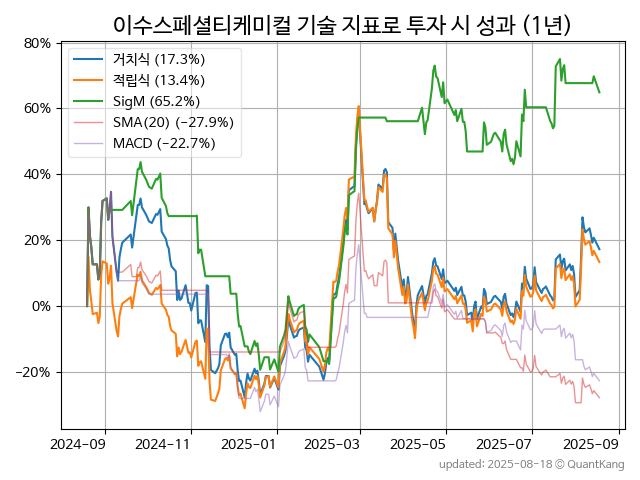 이수스페셜티케미컬 기술 지표로 투자 시 성과 (1년)
80%
60%
40%
20%
0%
−20%
거치식 (17.3%)
적립식 (13.4%)
SigM (65.2%)
SMA(20) (−27.9%)
MACD (−22.7%)
2024-09 2024-11 2025-01 2025-03 2025-05 2025-07 2025-09
updated: 2025-08-18 © QuantKang